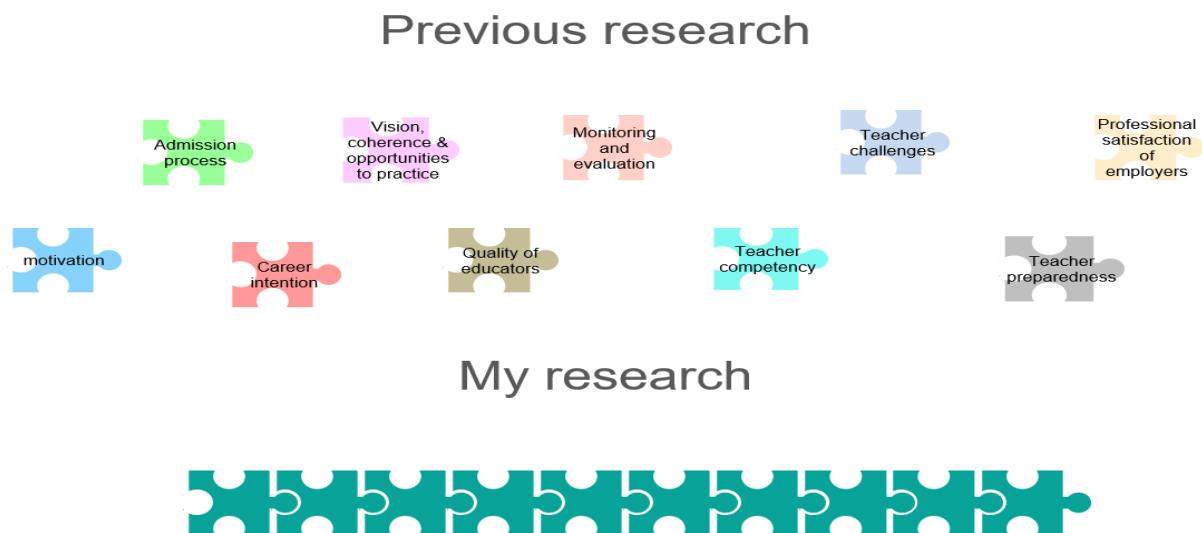 Previous research
Admission
process
Vision,
coherence &
opportunities
to practice
Monitoring
and
evaluation
Teacher
challenges
Professional
satisfaction
of
employers
motivation
Career
intention
Quality of
educators
Teacher
competency
Teacher
preparedness
My research